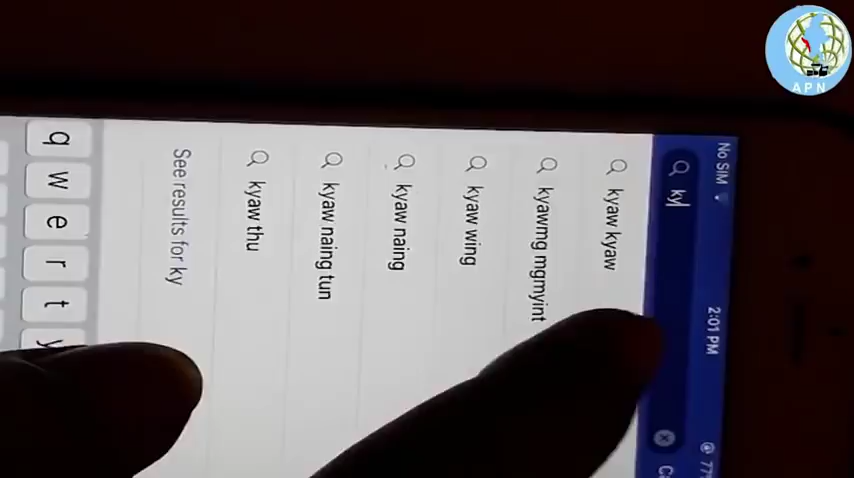 No SIM 2:01 PM @ 77%
ky
kyaw kyaw
kyawmg mgmyint
kyaw wing
kyaw naing
kyaw naing tun
kyaw thu
See results for ky
q w e r t y
APN